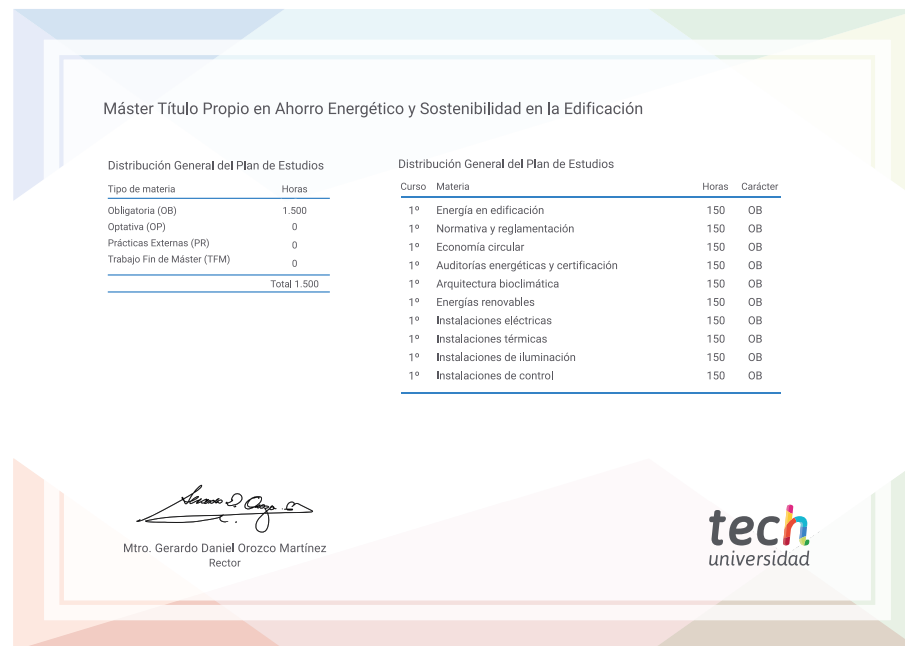 Máster Título Propio en Ahorro Energético y Sostenibilidad en la Edificación
Distribución General del Plan de Estudios
Tipo de materia Horas
Obligatoria (OB) 1.500
Optativa (OP) 0
Prácticas Externas (PR) 0
Trabajo Fin de Máster (TFM) 0
Total 1.500
Distribución General del Plan de Estudios
Curso Materia Horas Carácter
1º Energía en edificación 150 OB
1º Normativa y reglamentación 150 OB
1º Economía circular 150 OB
1º Auditorías energéticas y certificación 150 OB
1º Arquitectura bioclimática 150 OB
1º Energías renovables 150 OB
1º Instalaciones eléctricas 150 OB
1º Instalaciones térmicas 150 OB
1º Instalaciones de iluminación 150 OB
1º Instalaciones de control 150 OB
Mtro. Gerardo Daniel Orozco Martínez
Rector
tech
universidad